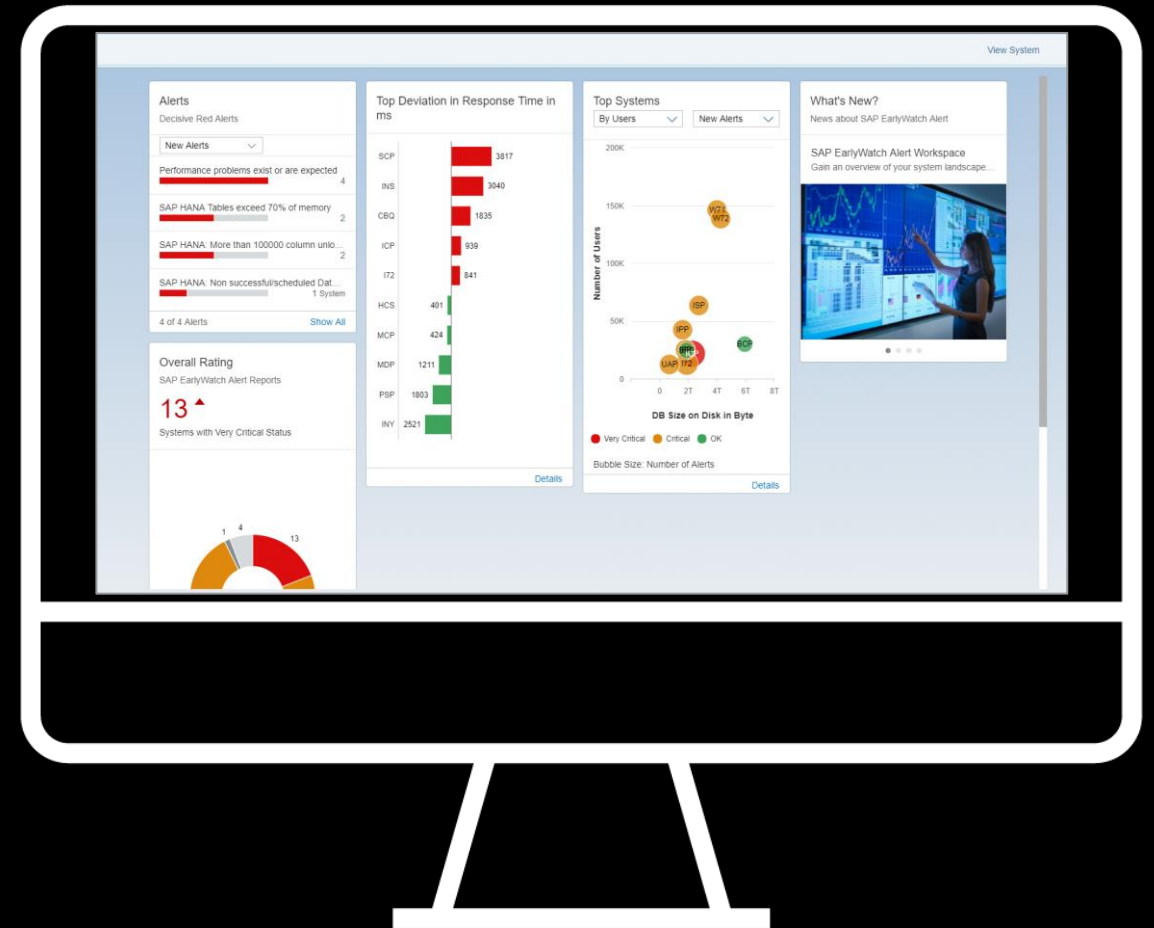 View System
Alerts
Decisive Red Alerts
New Alerts
Performance problems exist or are expected
4
SAP HANA Tables exceed 70% of memory
2
SAP HANA: More than 100000 column unlo...
2
SAP HANA: Non successful/scheduled Dat...
1 System
4 of 4 Alerts
Show All
Overall Rating
SAP EarlyWatch Alert Reports
13
Systems with Very Critical Status
1
4
13
Top Deviation in Response Time in
ms
SCP 3817
INS 3040
CBQ 1835
ICP 939
I72 841
HCS 401
MCP 424
MDP 1211
PSP 1803
INY 2521
Details
Top Systems
By Users
New Alerts
200K
150K
100K
50K
0
Number of Users
W72
ISP
IPP
BCP
UAP
I72
0 2T 4T 6T 8T
DB Size on Disk in Byte
Very Critical Critical OK
Bubble Size: Number of Alerts
Details
What's New?
News about SAP EarlyWatch Alert
SAP EarlyWatch Alert Workspace
Gain an overview of your system landscape...